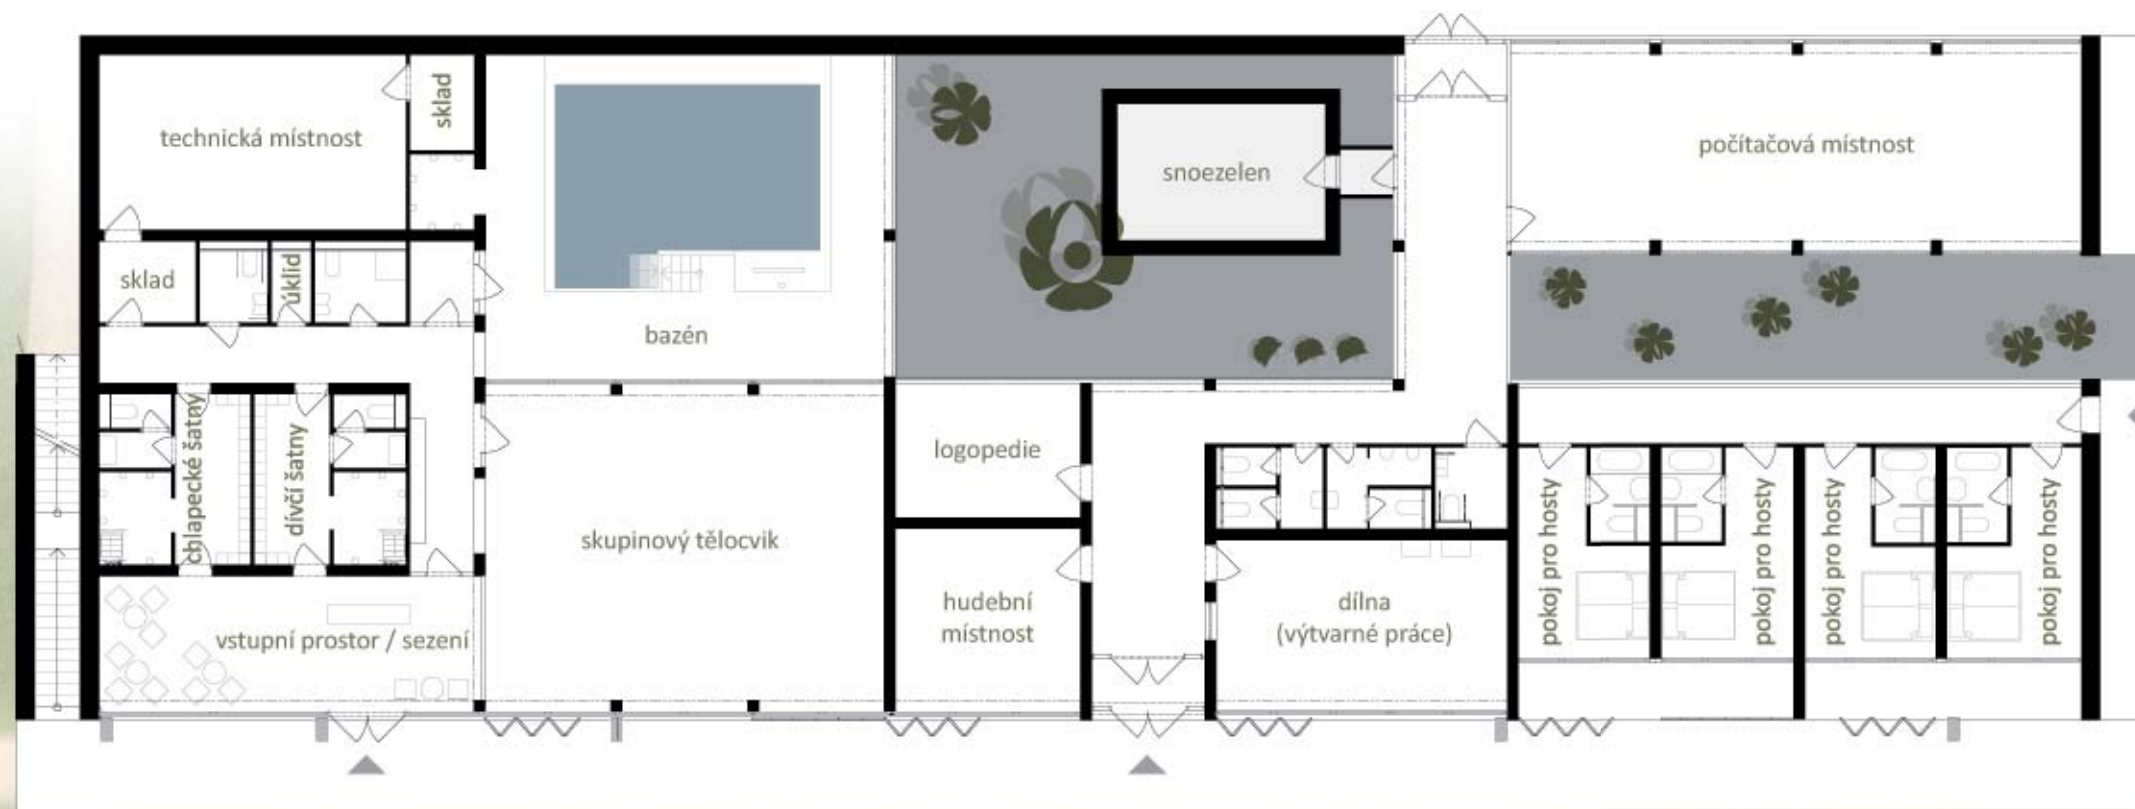 technická místnost
sklad
snoezelen
počítačová místnost
sklad
úklid
bazén
chlapecké šatny
dívčí šatny
logopedie
skupinový tělocvik
hudební
místnost
dílna
(výtvarné práce)
pokoj pro hosty
pokoj pro hosty
pokoj pro hosty
pokoj pro hosty
vstupní prostor / sezení